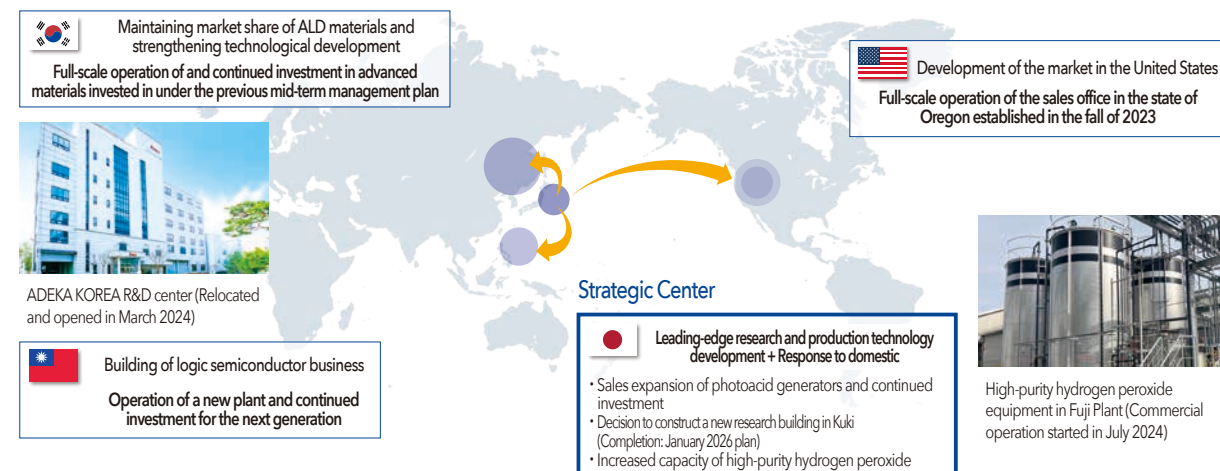 Maintaining market share of ALD materials and
strengthening technological development
Full-scale operation of and continued investment in advanced
materials invested in under the previous mid-term management plan
Development of the market in the United States
Full-scale operation of the sales office in the state of
Oregon established in the fall of 2023
ADEKA KOREA R&D center (Relocated
and opened in March 2024)
Building of logic semiconductor business
Operation of a new plant and continued
investment for the next generation
Strategic Center
Leading-edge research and production technology
development + Response to domestic
・Sales expansion of photoacid generators and continued
investment
・Decision to construct a new research building in Kuki
(Completion: January 2026 plan)
・Increased capacity of high-purity hydrogen peroxide
High-purity hydrogen peroxide
equipment in Fuji Plant (Commercial
operation started in July 2024)